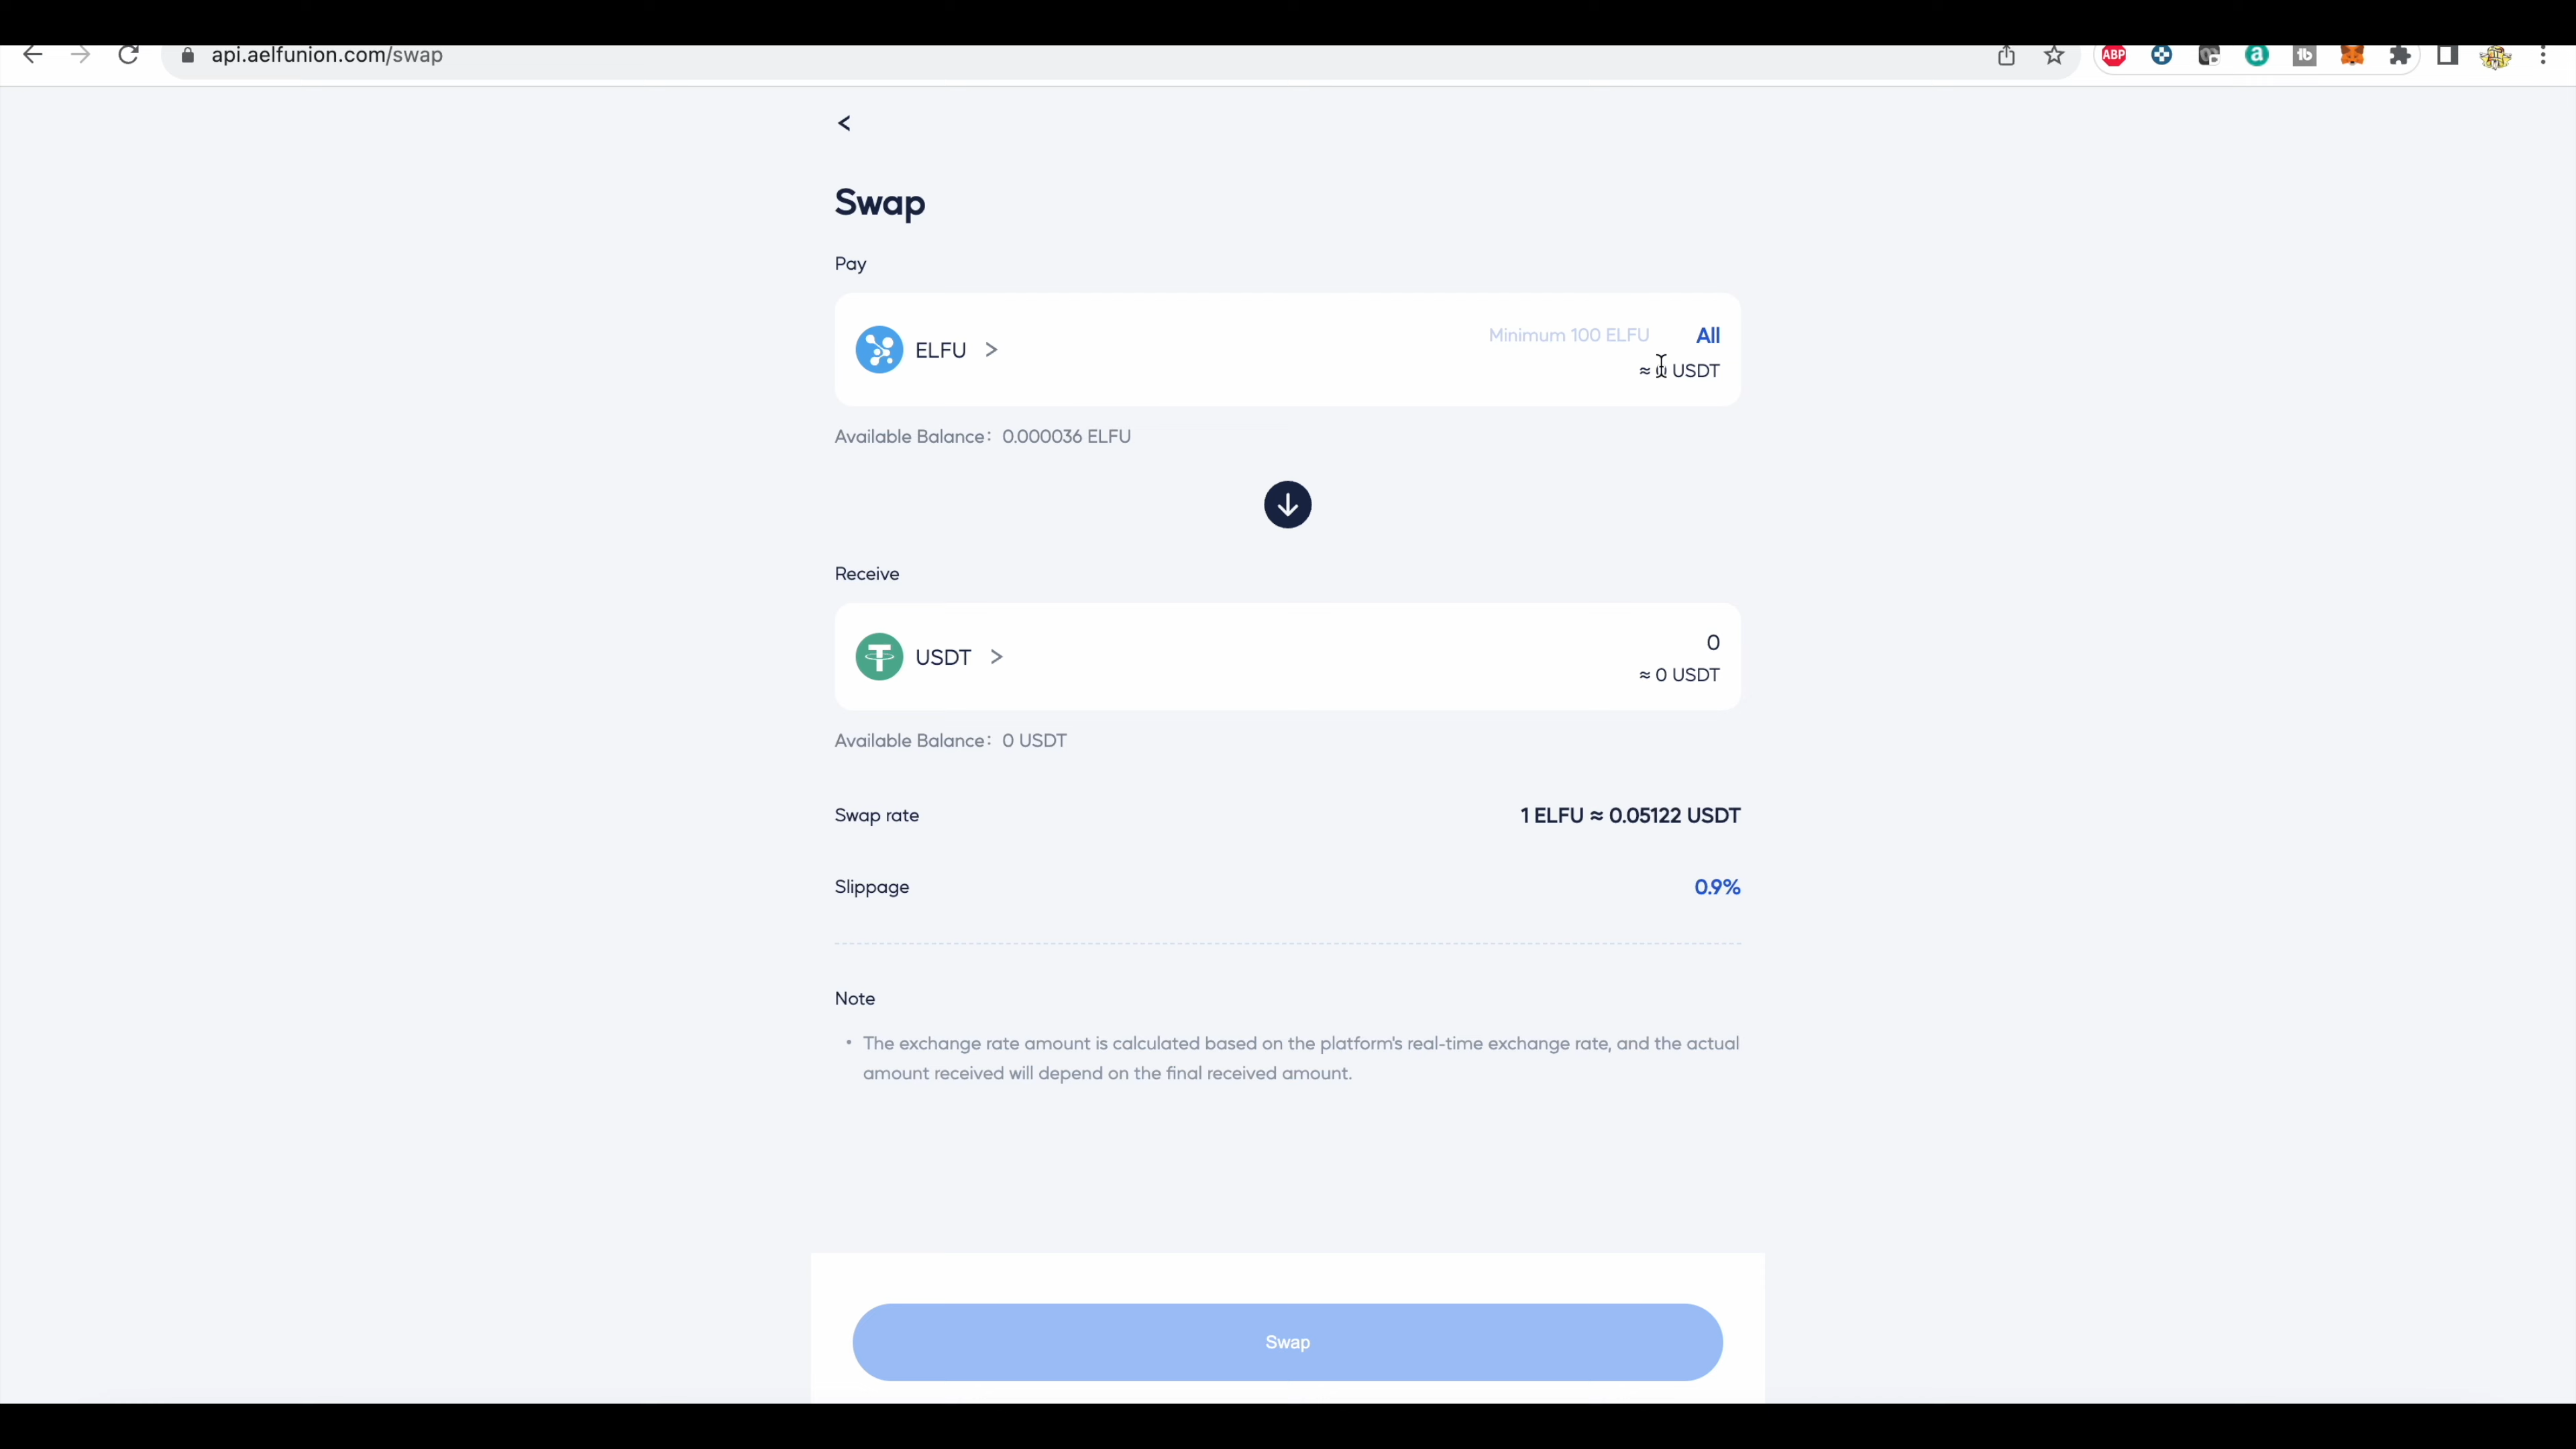 api.aelfunion.com/swap
ABP
a
tb
<
Swap
Pay
ELFU >
Minimum 100 ELFU All
≈ 0 USDT
Available Balance: 0.000036 ELFU
Receive
USDT >
0
≈ 0 USDT
Available Balance: 0 USDT
Swap rate
1 ELFU ≈ 0.05122 USDT
Slippage
0.9%
Note
• The exchange rate amount is calculated based on the platform's real-time exchange rate, and the actual
amount received will depend on the final received amount.
Swap